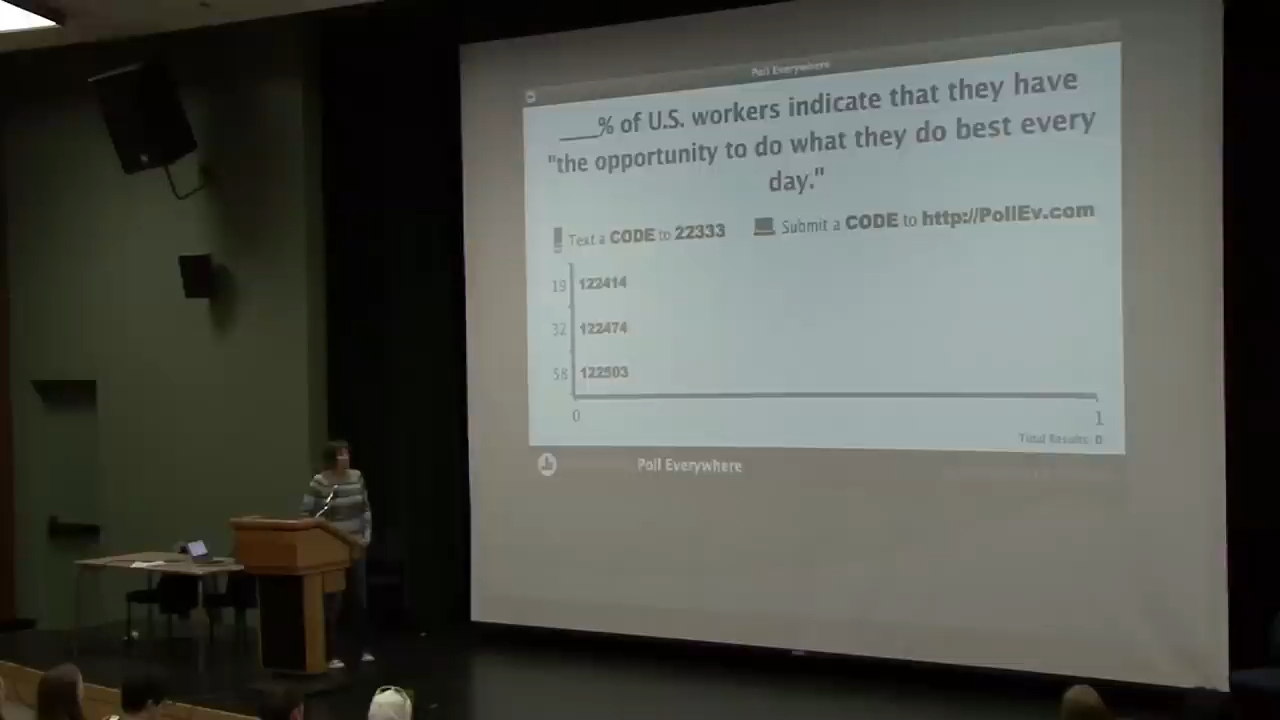 Poll Everywhere
___% of U.S. workers indicate that they have
"the opportunity to do what they do best every
day."
Text a CODE to 22333 Submit a CODE to http://PollEv.com
19 122414
32 122474
58 122503
0 1
Total Results: 0
Poll Everywhere